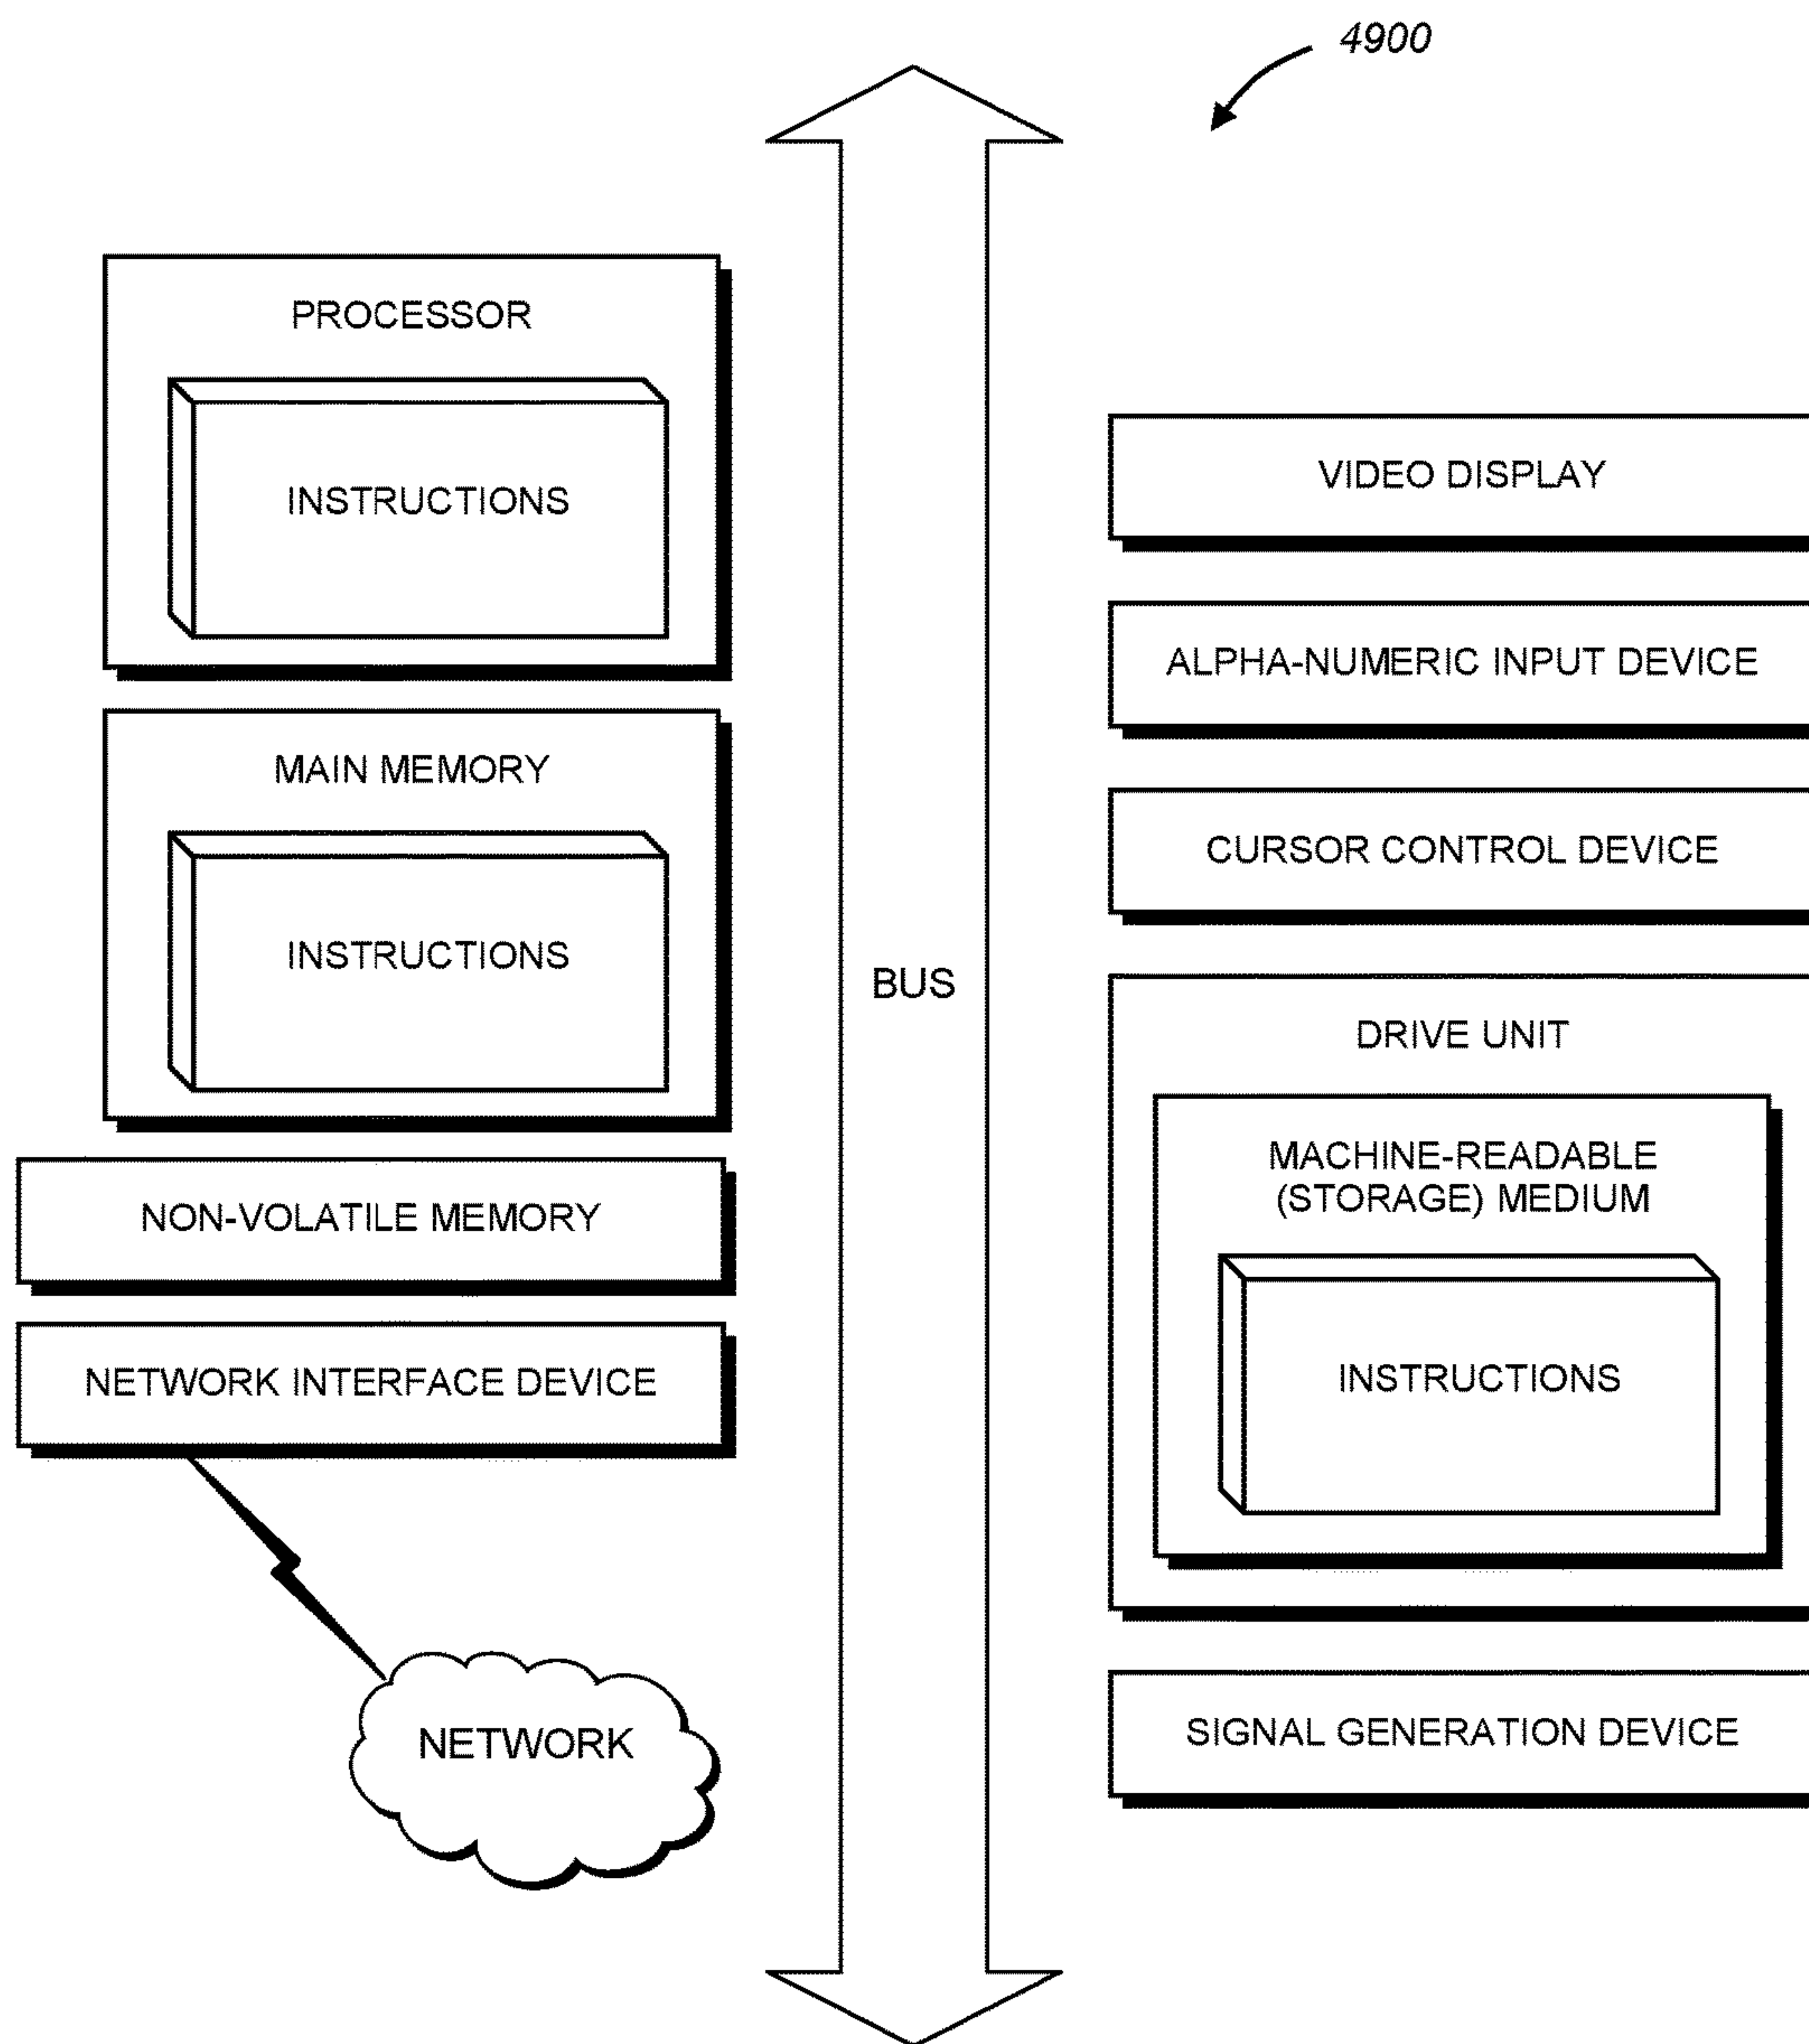 4900
PROCESSOR
INSTRUCTIONS
MAIN MEMORY
INSTRUCTIONS
NON-VOLATILE MEMORY
NETWORK INTERFACE DEVICE
NETWORK
BUS
VIDEO DISPLAY
ALPHA-NUMERIC INPUT DEVICE
CURSOR CONTROL DEVICE
DRIVE UNIT
MACHINE-READABLE
(STORAGE) MEDIUM
INSTRUCTIONS
SIGNAL GENERATION DEVICE